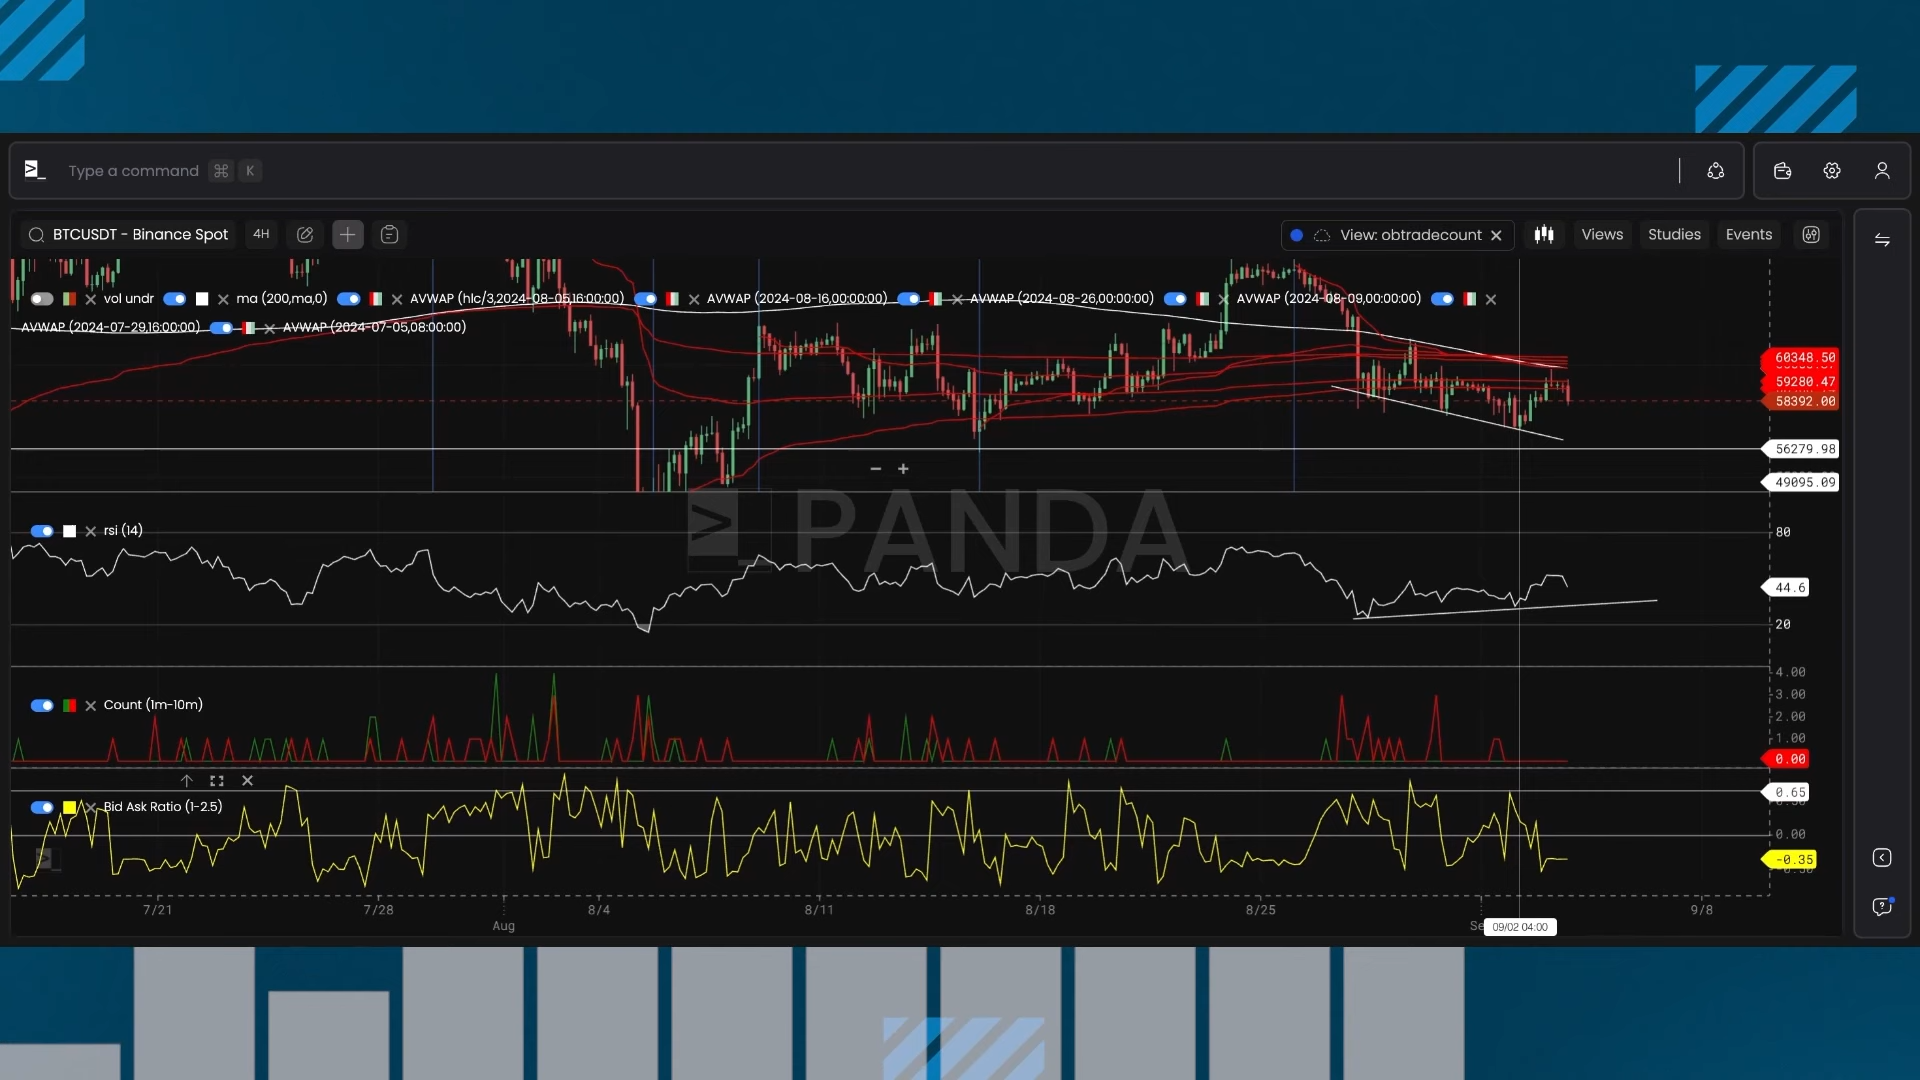 Type a command ⌘ K
BTCUSDT - Binance Spot 4H View: obtradecount Views Studies Events
vol undr ma (200,ma,0) AVWAP (hlc/3,2024-08-05,16:00:00) AVWAP (2024-08-16,00:00:00) AVWAP (2024-08-26,00:00:00) AVWAP (2024-08-09,00:00:00)
AVWAP (2024-07-29,16:00:00) AVWAP (2024-07-05,08:00:00)
60348.50
59280.47
58392.00
56279.98
49095.09
PANDA
rsi (14)
80
44.6
20
Count (1m-10m)
4.00
3.00
2.00
1.00
0.00
Bid Ask Ratio (1-2.5)
0.65
0.00
-0.35
7/21 7/28 8/4 8/11 8/18 8/25 9/8
Aug Se 09/02 04:00